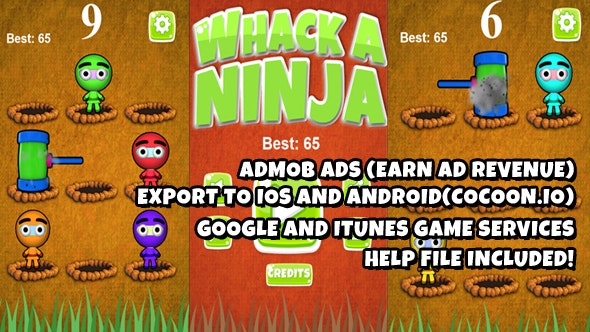 Best: 65
9
WHACK A
NINJA
Best: 65
CREDITS
Best: 65
6
ADMOB ADS (EARN AD REVENUE)
EXPORT TO IOS AND ANDROID(COCOON.IO)
GOOGLE AND ITUNES GAME SERVICES
HELP FILE INCLUDED!